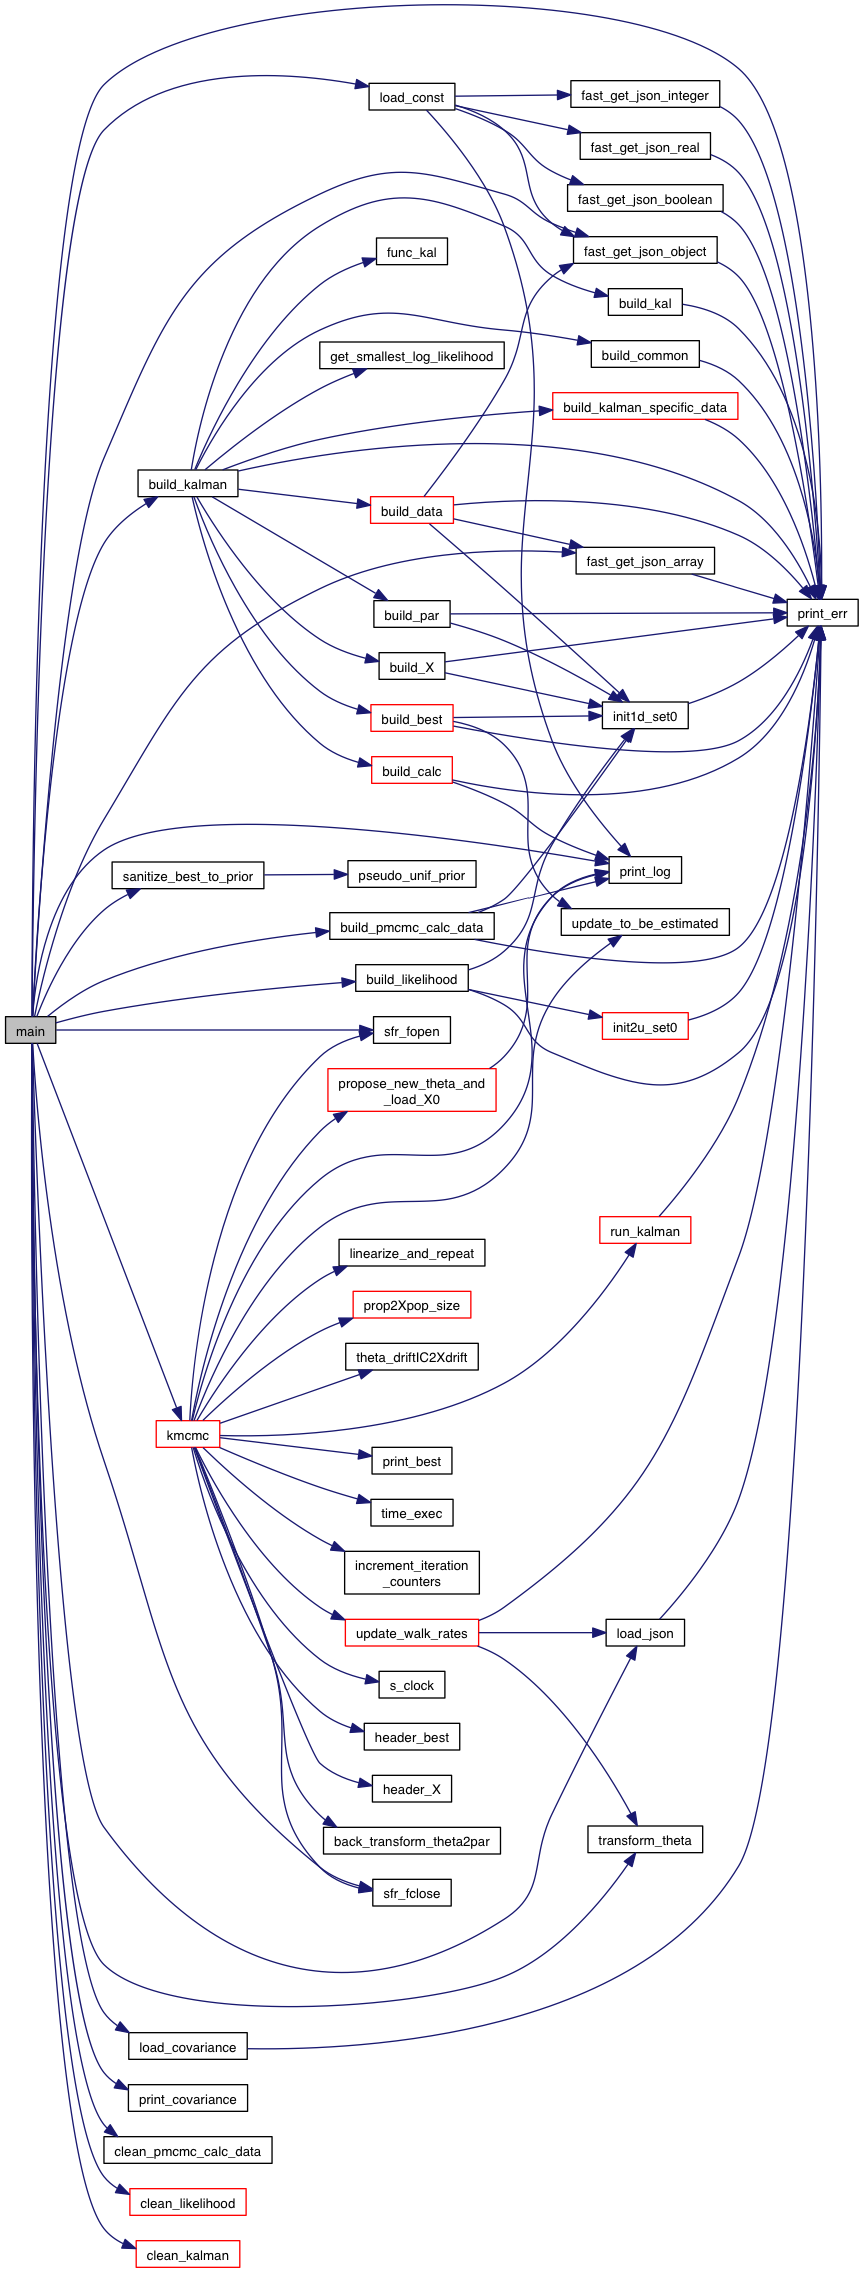 load_const
fast_get_json_integer
fast_get_json_real
fast_get_json_boolean
func_kal
fast_get_json_object
build_kal
get_smallest_log_likelihood
build_common
build_kalman_specific_data
build_kalman
build_data
fast_get_json_array
build_par
print_err
build_X
build_best
init1d_set0
build_calc
sanitize_best_to_prior
pseudo_unif_prior
print_log
build_pmcmc_calc_data
update_to_be_estimated
build_likelihood
main
sfr_fopen
init2u_set0
propose_new_theta_and
_load_X0
run_kalman
linearize_and_repeat
prop2Xpop_size
theta_driftIC2Xdrift
kmcmc
print_best
time_exec
increment_iteration
_counters
update_walk_rates
load_json
s_clock
header_best
header_X
back_transform_theta2par
transform_theta
sfr_fclose
load_covariance
print_covariance
clean_pmcmc_calc_data
clean_likelihood
clean_kalman